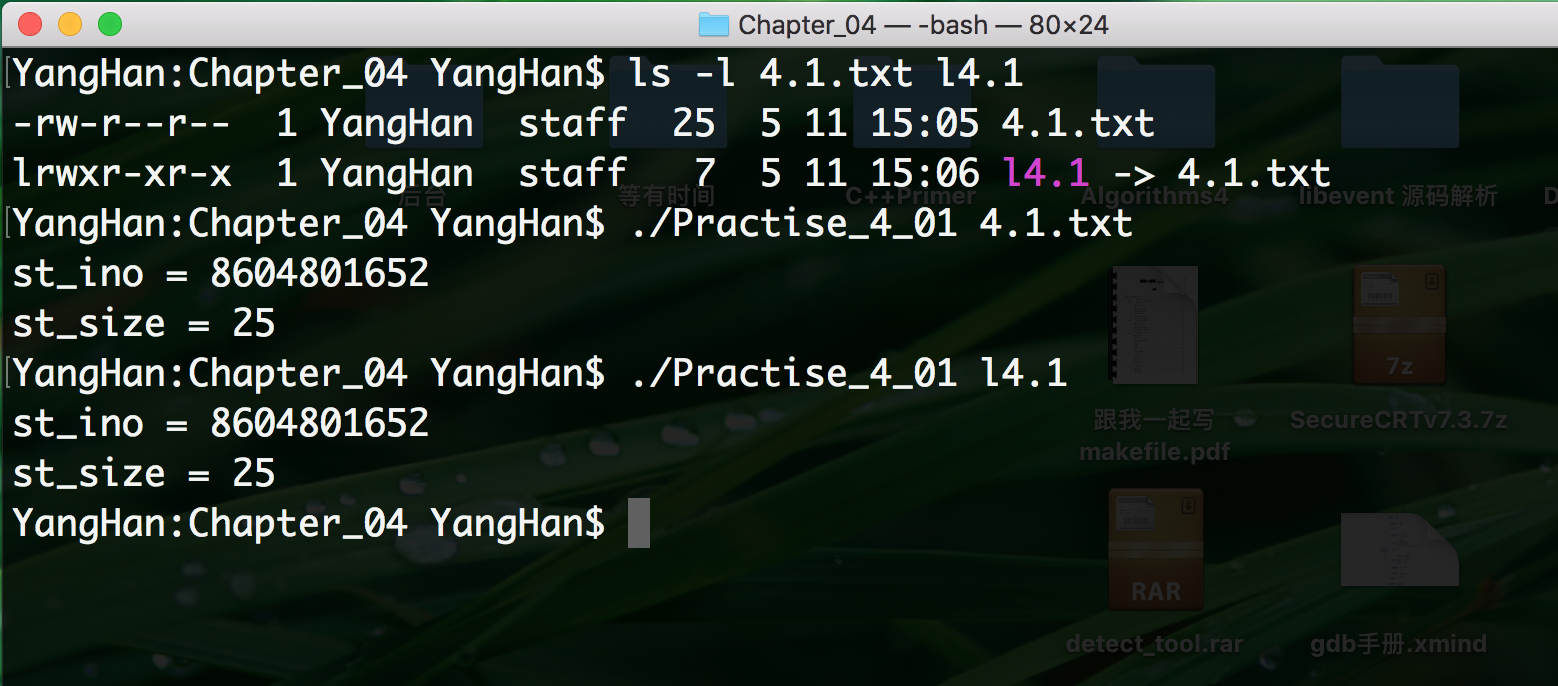 Chapter_04 — -bash — 80×24
YangHan:Chapter_04 YangHan$ ls -l 4.1.txt l4.1
-rw-r--r--  1 YangHan  staff  25  5 11 15:05 4.1.txt
lrwxr-xr-x  1 YangHan  staff   7  5 11 15:06 l4.1 -> 4.1.txt
YangHan:Chapter_04 YangHan$ ./Practise_4_01 4.1.txt
st_ino = 8604801652
st_size = 25
YangHan:Chapter_04 YangHan$ ./Practise_4_01 l4.1
st_ino = 8604801652
st_size = 25
YangHan:Chapter_04 YangHan$
后台
等有时间
C++Primer
Algorithms4
libevent 源码解析
D
7z
跟我一起写
makefile.pdf
SecureCRTv7.3.7z
RAR
detect_tool.rar
gdb手册.xmind